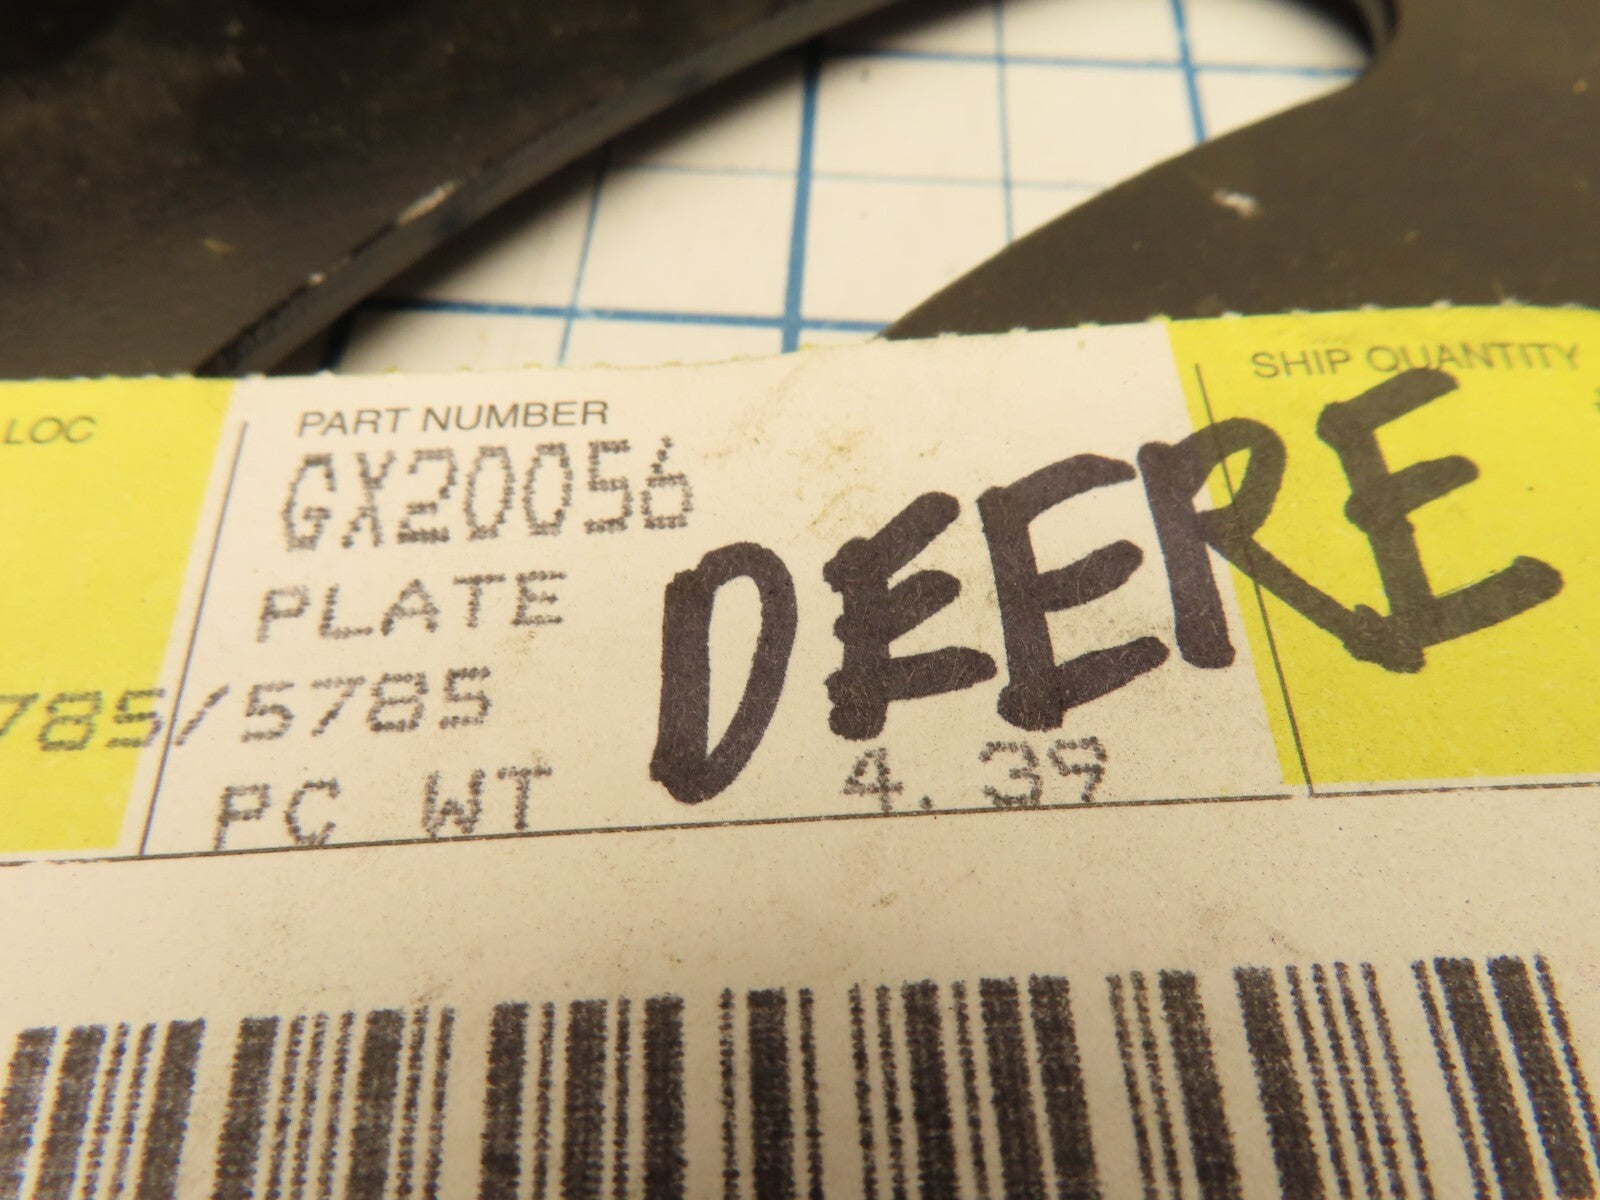 LOC
PART NUMBER
SHIP QUANTITY
GX20056
PLATE
DEERE
785/5785
PC WT 4.39